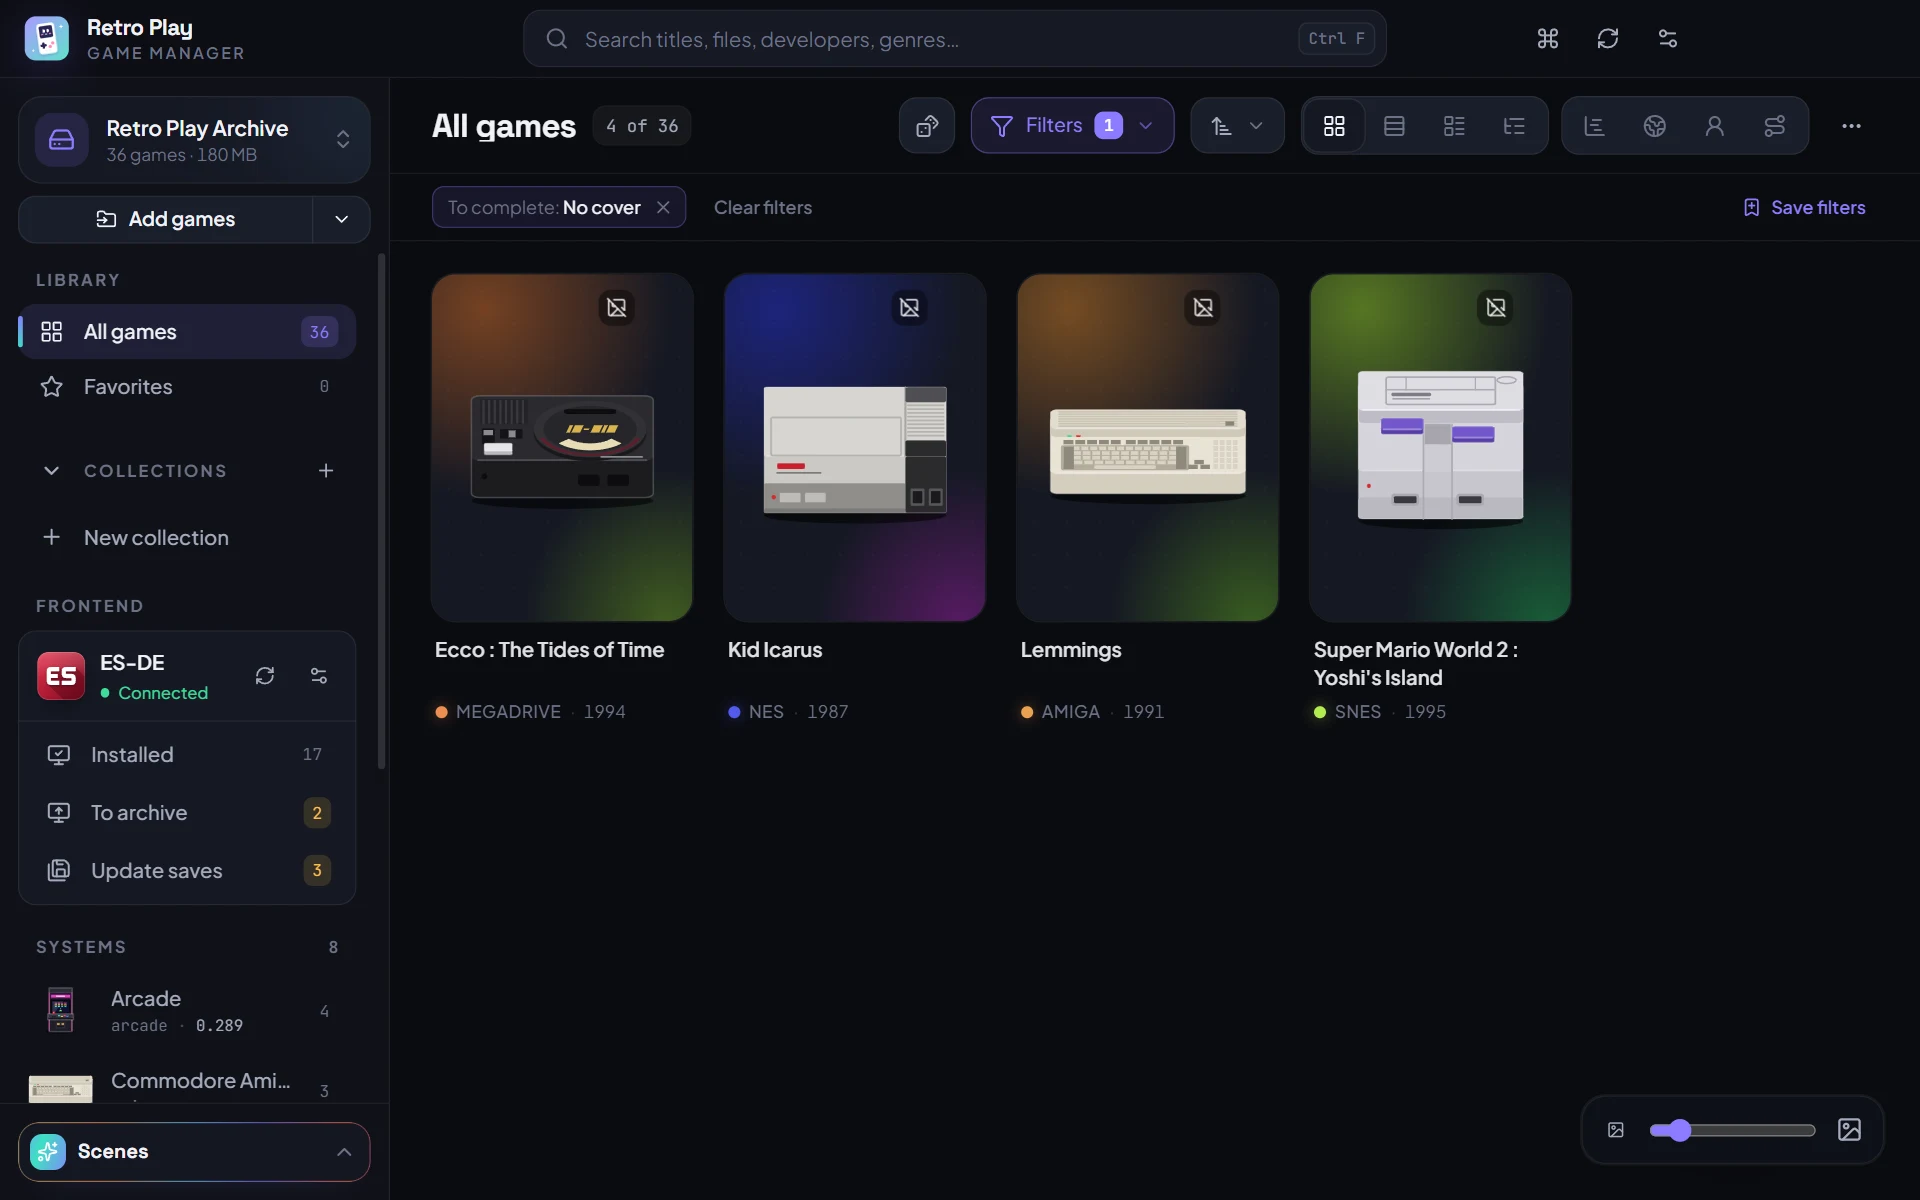 Retro Play
GAME MANAGER
Search titles, files, developers, genres...
Ctrl F
Retro Play Archive
36 games · 180 MB
Add games
LIBRARY
All games
36
Favorites
0
COLLECTIONS
New collection
FRONTEND
ES
ES-DE
Connected
Installed
17
To archive
2
Update saves
3
SYSTEMS
8
Arcade
arcade · 0.289
4
Commodore Ami...
3
Scenes
All games
4 of 36
Filters
1
To complete: No cover
Clear filters
Save filters
Ecco : The Tides of Time
MEGADRIVE · 1994
Kid Icarus
NES · 1987
Lemmings
AMIGA · 1991
Super Mario World 2 :
Yoshi's Island
SNES · 1995